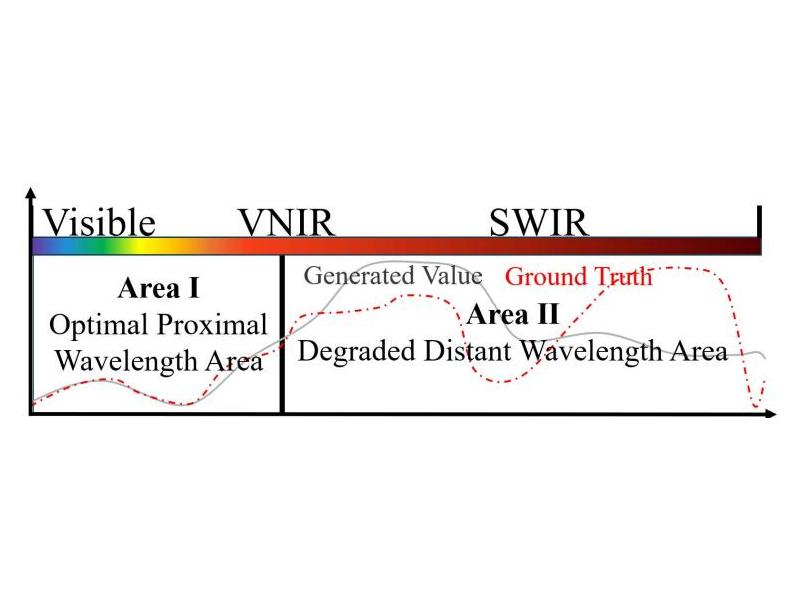 Visible VNIR SWIR
Generated Value Ground Truth
Area I
Optimal Proximal
Wavelength Area
Area II
Degraded Distant Wavelength Area